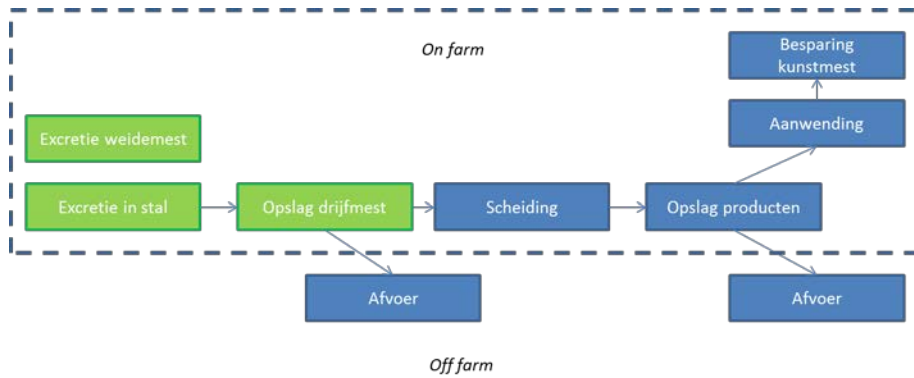 On farm
Besparing
kunstmest
Excretie weidemest
Aanwending
Excretie in stal
Opslag drijfmest
Scheiding
Opslag producten
Afvoer
Afvoer
Off farm